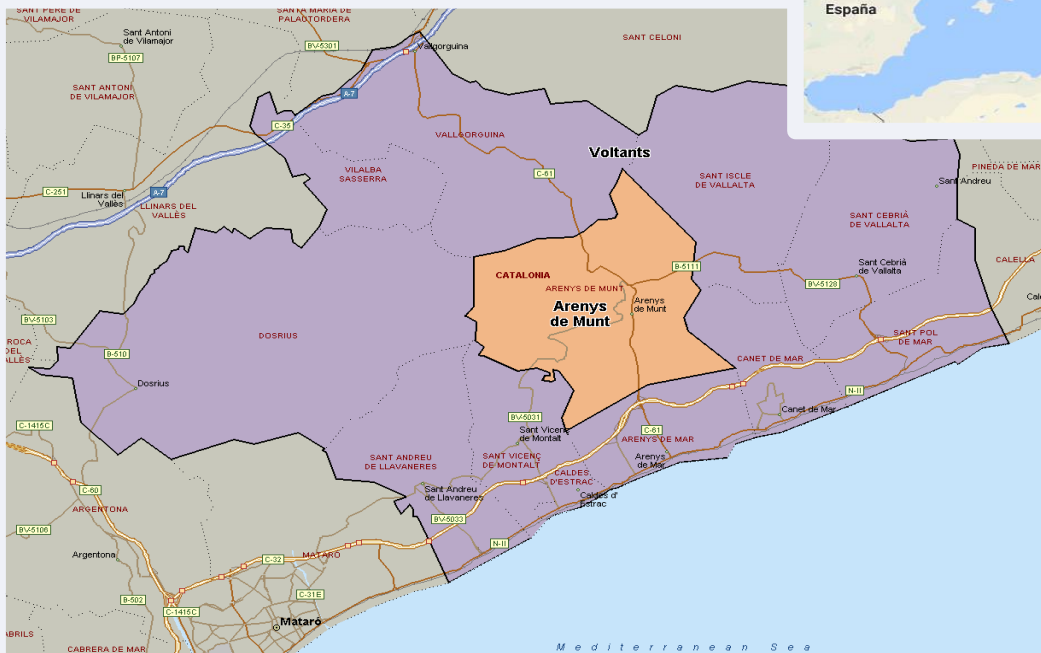 SANT PERE DE
VILAMAJOR
Sant Antoni
de Vilamajor
BP-5107
SANTA MARIA DE
PALAUTORDERA
BV-5301
Vallgorguina
SANT CELONI
España
SANT ANTONI
DE VILAMAJOR
A-7
C-35
VALLGORGUINA
Voltants
VILALBA
SASSERRA
C-61
SANT ISCLE
DE VALLALTA
PINEDA DE MAR
Sant Andreu
C-251
A-7
Llinars del
Vallès
LLINARS DEL
VALLÈS
SANT CEBRIÀ
DE VALLALTA
Sant Cebrià
de Vallalta
CALELLA
CATALONIA
B-5111
ARENYS DE MUNT
BV-5128
Arenys
de Munt
Arenys
de Munt
BV-5103
ROCA
DEL
ALLÈS
DOSRIUS
SANT POL
DE MAR
B-510
CANET DE MAR
Dosrius
N-II
Canet de Mar
BV-5031
C-1415C
Sant Vicenç
de Montalt
C-61
ARENYS DE MAR
SANT ANDREU
DE LLAVANERES
SANT VICENÇ
DE MONTALT
Arenys
de Mar
CALDES
D'ESTRAC
C-60
Sant Andreu
de Llavaneres
Caldes d'
Estrac
ARGENTONA
BV-5033
BV-5106
N-II
Argentona
C-32
MATARÓ
B-502
C-31E
C-1415C
Mataró
ABRILS
CABRERA DE MAR
Mediterranean Sea